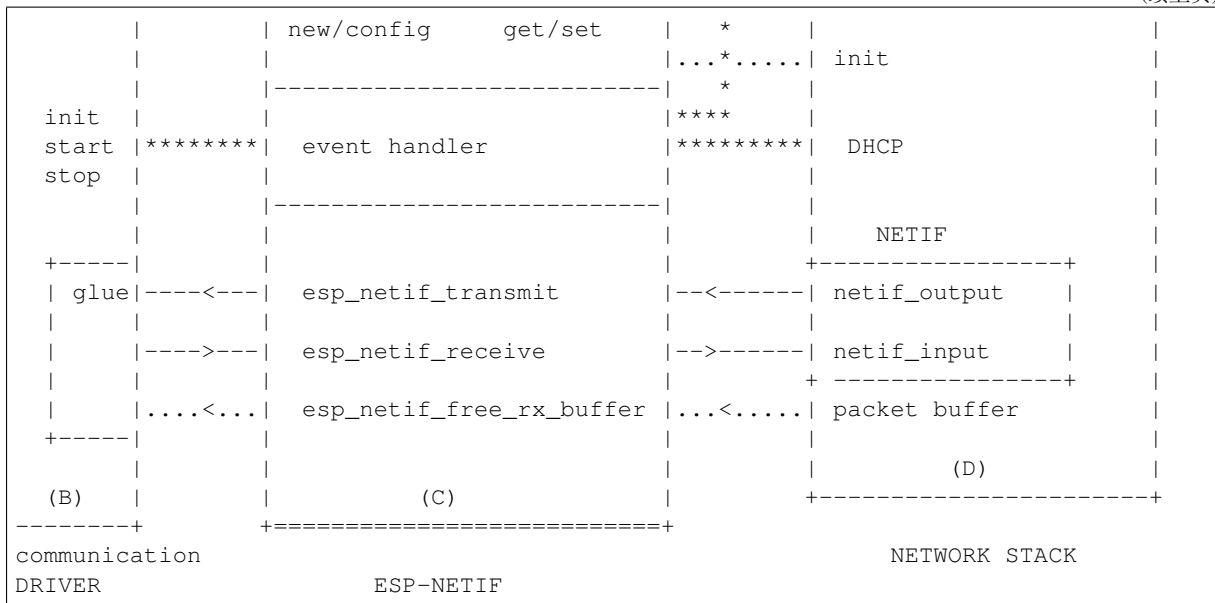 |        | new/config     get/set    |   *     |                       |
        |        |                           |...*.....| init                  |
        |        |---------------------------|   *     |                       |
  init  |        |                           |****     |                       |
  start |********|  event handler            |*********|  DHCP                 |
  stop  |        |                           |         |                       |
        |        |---------------------------|         |                       |
        |        |                           |         |    NETIF              |
  +-----|        |                           |         +-----------------+     |
  | glue|----<---|  esp_netif_transmit       |--<------| netif_output    |     |
  |     |        |                           |         |                 |     |
  |     |---->---|  esp_netif_receive        |-->------| netif_input     |     |
  |     |        |                           |         + ----------------+     |
  |     |....<...|  esp_netif_free_rx_buffer |...<.....| packet buffer         |
  +-----|        |                           |         |                       |
        |        |                           |         |         (D)           |
  (B)   |        |          (C)              |         +-----------------------+
--------+        +===========================+
communication                                                NETWORK STACK
DRIVER                   ESP-NETIF